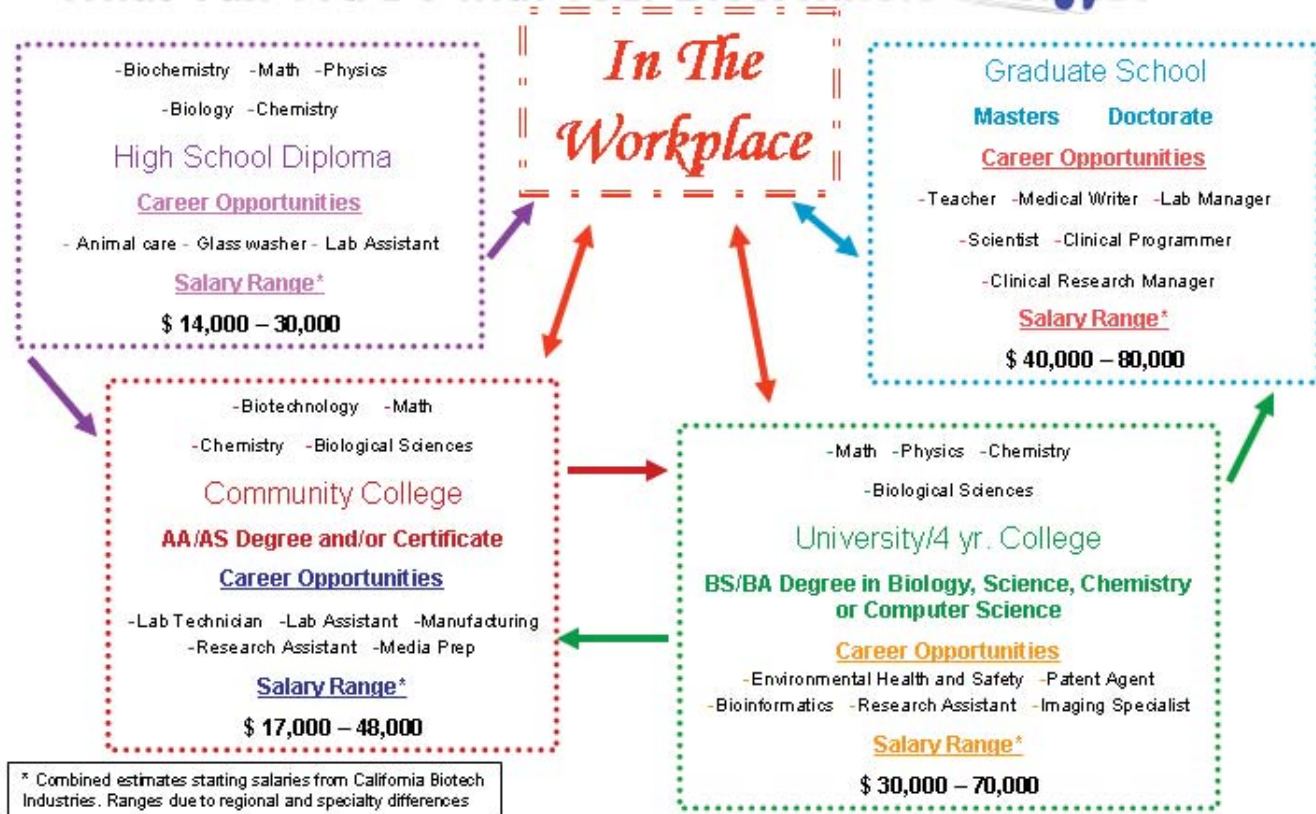 In The
Workplace
-Biochemistry -Math -Physics
-Biology -Chemistry
High School Diploma
Career Opportunities
- Animal care - Glass washer - Lab Assistant
Salary Range*
$ 14,000 – 30,000
Graduate School
Masters Doctorate
Career Opportunities
-Teacher -Medical Writer -Lab Manager
-Scientist -Clinical Programmer
-Clinical Research Manager
Salary Range*
$ 40,000 – 80,000
-Biotechnology -Math
-Chemistry -Biological Sciences
Community College
AA/AS Degree and/or Certificate
Career Opportunities
-Lab Technician -Lab Assistant -Manufacturing
-Research Assistant -Media Prep
Salary Range*
$ 17,000 – 48,000
-Math -Physics -Chemistry
-Biological Sciences
University/4 yr. College
BS/BA Degree in Biology, Science, Chemistry
or Computer Science
Career Opportunities
-Environmental Health and Safety -Patent Agent
-Bioinformatics -Research Assistant -Imaging Specialist
Salary Range*
$ 30,000 – 70,000
* Combined estimates starting salaries from California Biotech
Industries. Ranges due to regional and specialty differences